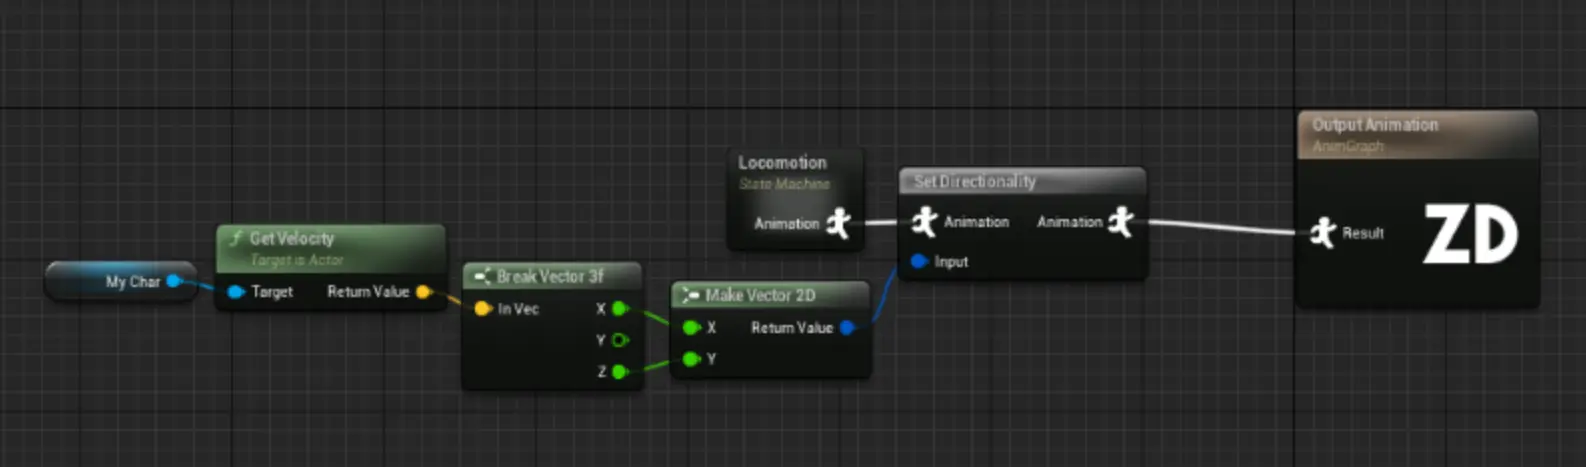 My Char
Get Velocity
Target is Actor
Target
Return Value
Break Vector 3f
In Vec
X
Y
Z
Make Vector 2D
X
Return Value
Y
Locomotion
State Machine
Animation
Set Directionality
Animation
Animation
Input
Output Animation
AnimGraph
Result
ZD